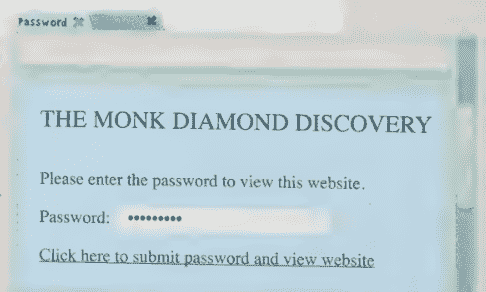 Password
THE MONK DIAMOND DISCOVERY
Please enter the password to view this website.
Password: •••••••••
Click here to submit password and view website